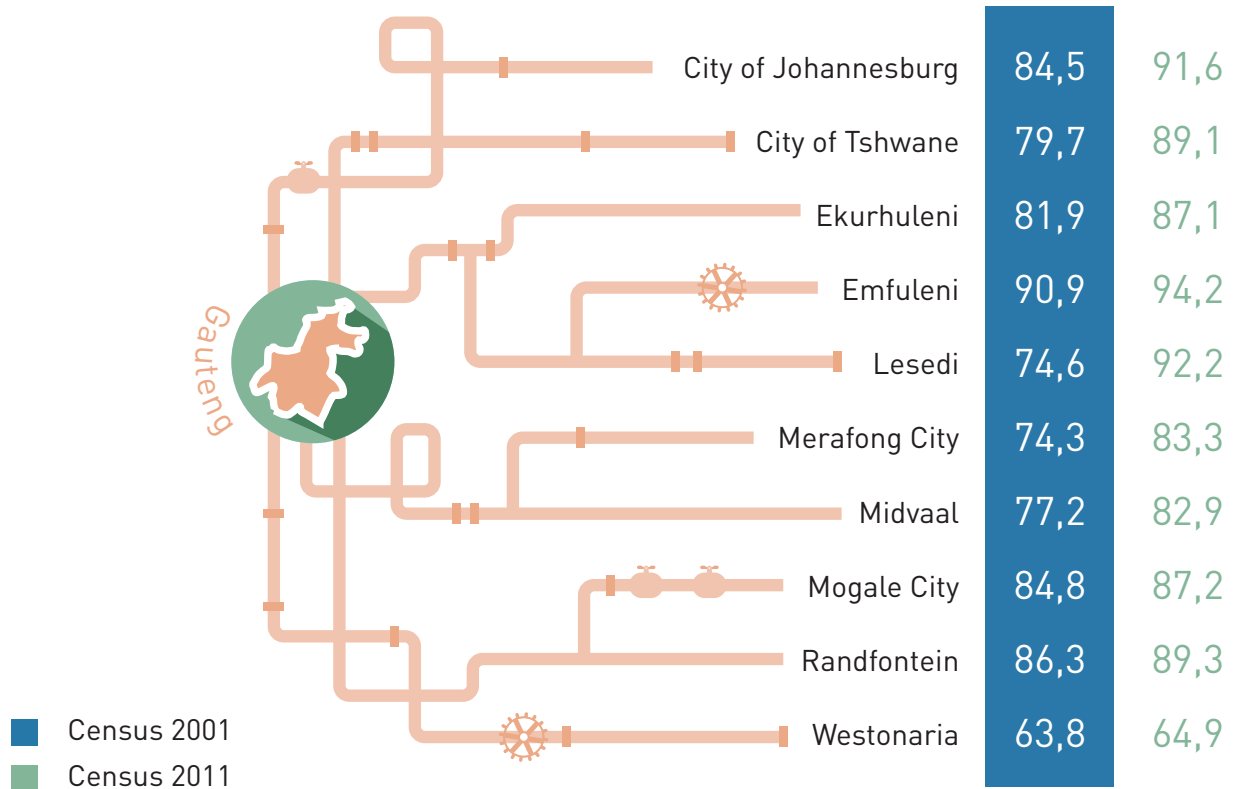 City of Johannesburg 84,5 91,6
City of Tshwane 79,7 89,1
Ekurhuleni 81,9 87,1
Emfuleni 90,9 94,2
Lesedi 74,6 92,2
Gauteng
Merafong City 74,3 83,3
Midvaal 77,2 82,9
Mogale City 84,8 87,2
Randfontein 86,3 89,3
Westonaria 63,8 64,9
Census 2001
Census 2011